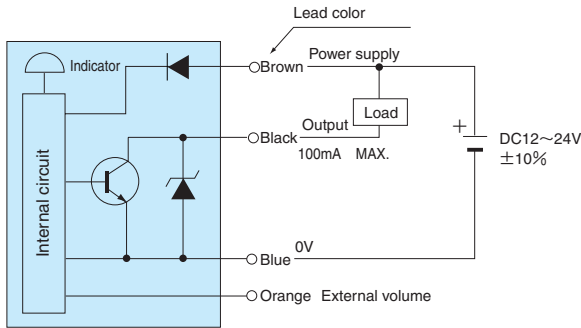 Lead color
Indicator
Brown
Power supply
Load
Black
Output
100mA MAX.
+
DC12～24V
±10%
Internal circuit
0V
Blue
Orange External volume